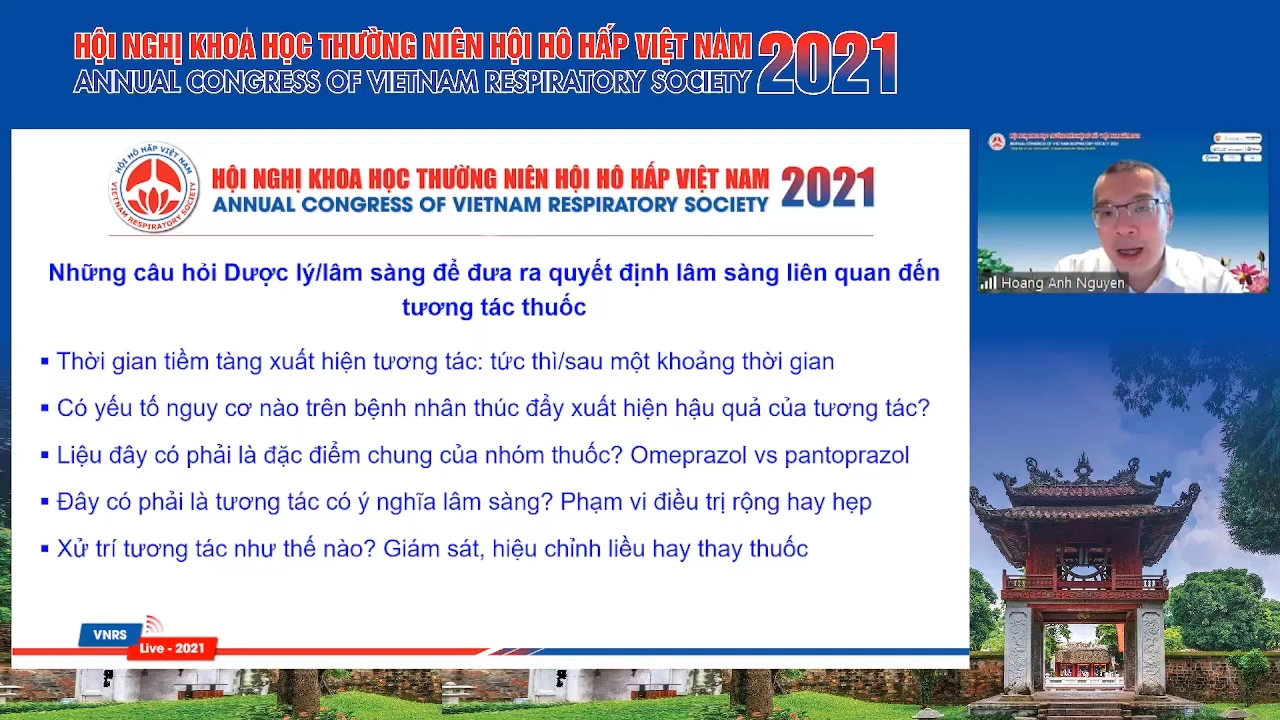 HỘI NGHỊ KHOA HỌC THƯỜNG NIÊN HỘI HÔ HẤP VIỆT NAM 2021
ANNUAL CONGRESS OF VIETNAM RESPIRATORY SOCIETY
HỘI HÔ HẤP VIỆT NAM
VIETNAM RESPIRATORY SOCIETY
HỘI NGHỊ KHOA HỌC THƯỜNG NIÊN HỘI HÔ HẤP VIỆT NAM 2021
ANNUAL CONGRESS OF VIETNAM RESPIRATORY SOCIETY
Những câu hỏi Dược lý/lâm sàng để đưa ra quyết định lâm sàng liên quan đến
tương tác thuốc
▪ Thời gian tiềm tàng xuất hiện tương tác: tức thì/sau một khoảng thời gian
▪ Có yếu tố nguy cơ nào trên bệnh nhân thúc đẩy xuất hiện hậu quả của tương tác?
▪ Liệu đây có phải là đặc điểm chung của nhóm thuốc? Omeprazol vs pantoprazol
▪ Đây có phải là tương tác có ý nghĩa lâm sàng? Phạm vi điều trị rộng hay hẹp
▪ Xử trí tương tác như thế nào? Giám sát, hiệu chỉnh liều hay thay thuốc
VNRS
Live - 2021
Hoang Anh Nguyen